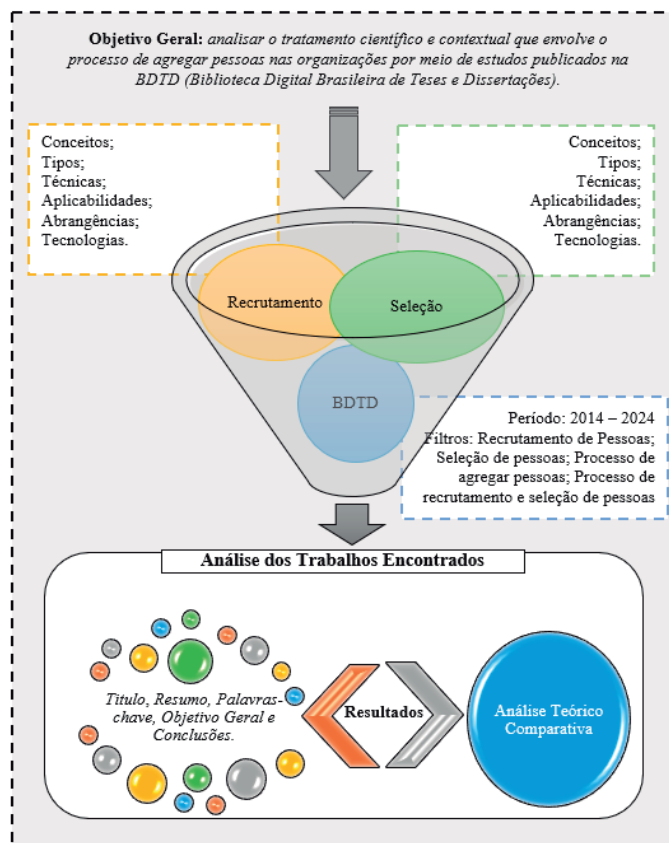 Objetivo Geral: analisar o tratamento científico e contextual que envolve o
processo de agregar pessoas nas organizações por meio de estudos publicados na
BDTD (Biblioteca Digital Brasileira de Teses e Dissertações).
Conceitos;
Tipos;
Técnicas;
Aplicabilidades;
Abrangências;
Tecnologias.
Conceitos;
Tipos;
Técnicas;
Aplicabilidades;
Abrangências;
Tecnologias.
Recrutamento
Seleção
BDTD
Período: 2014 – 2024
Filtros: Recrutamento de Pessoas;
Seleção de pessoas; Processo de
agregar pessoas; Processo de
recrutamento e seleção de pessoas
Análise dos Trabalhos Encontrados
Titulo, Resumo, Palavras-
chave, Objetivo Geral e
Conclusões.
Resultados
Análise Teórico
Comparativa